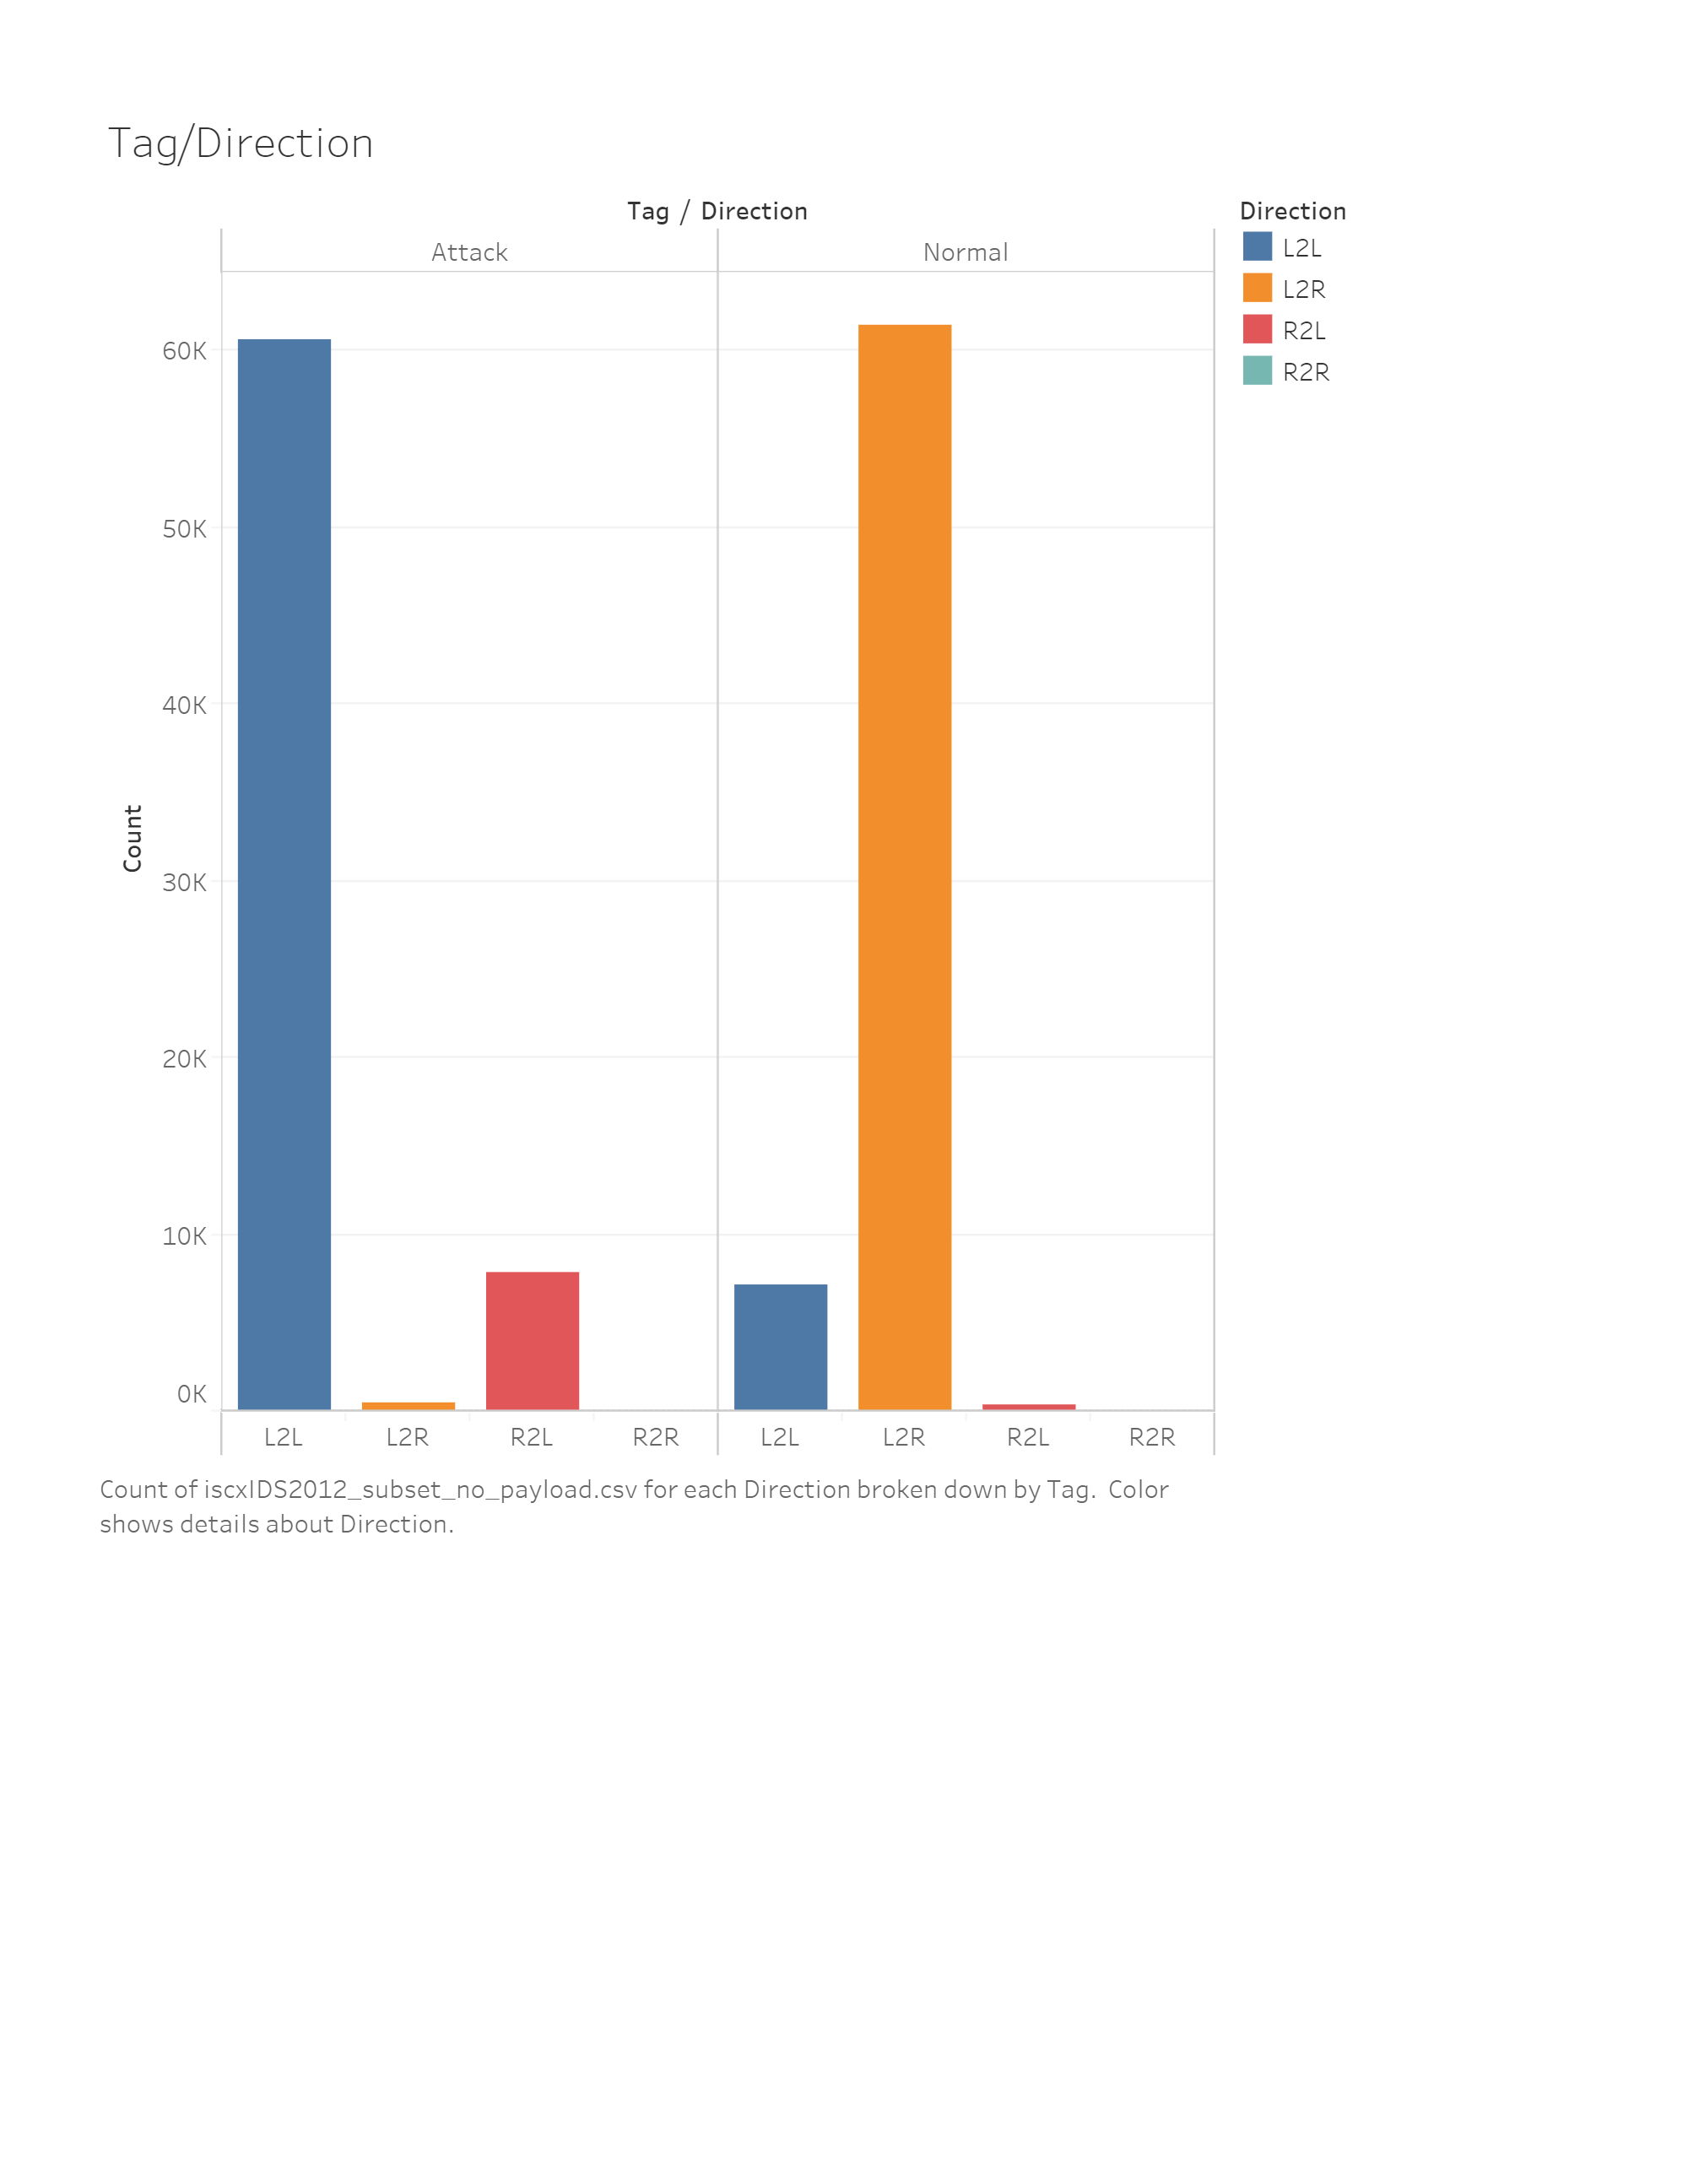 Tag/Direction
Tag / Direction
Attack
Normal
Direction
L2L
L2R
R2L
R2R
60K
50K
40K
30K
20K
10K
0K
Count
L2L
L2R
R2L
R2R
L2L
L2R
R2L
R2R
Count of iscxIDS2012_subset_no_payload.csv for each Direction broken down by Tag.  Color
shows details about Direction.